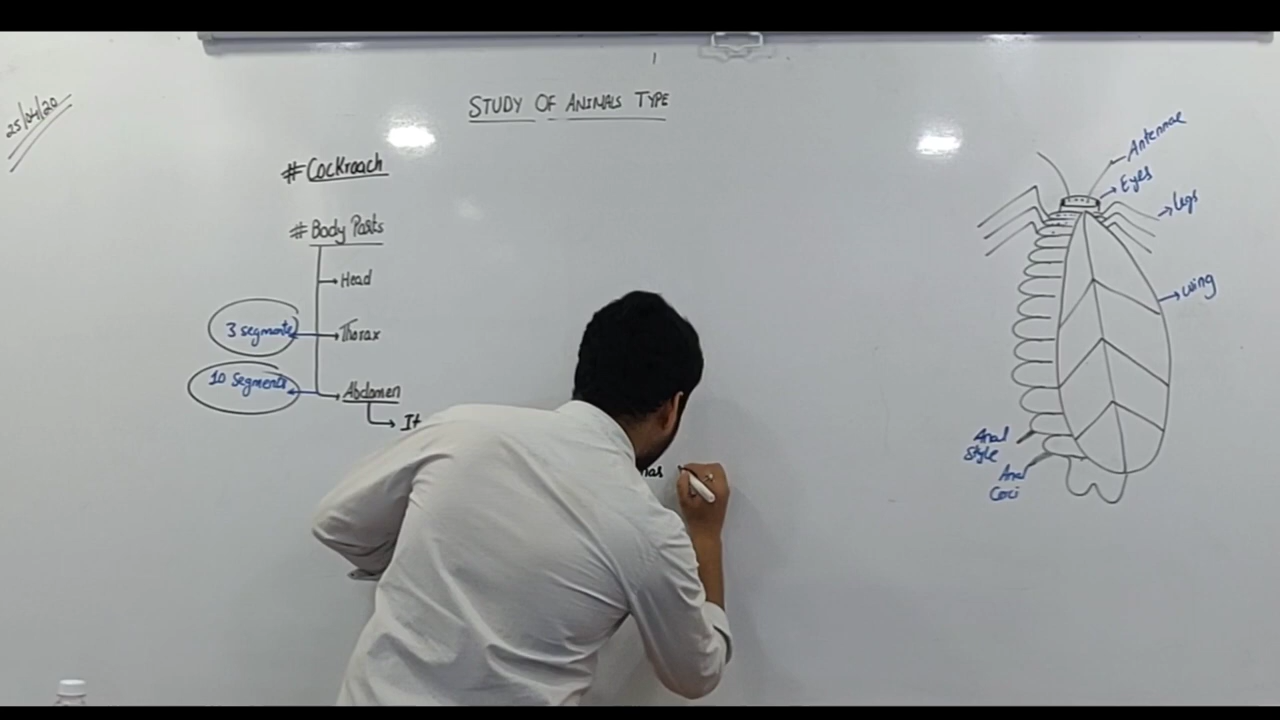 25/04/20
STUDY OF ANIMALS TYPE
#Cockroach
#Body Parts
Head
3 segments
Thorax
10 Segments
Abdomen
It
has
Antennae
Eyes
Legs
wing
Anal
Style
Anal
Cerci